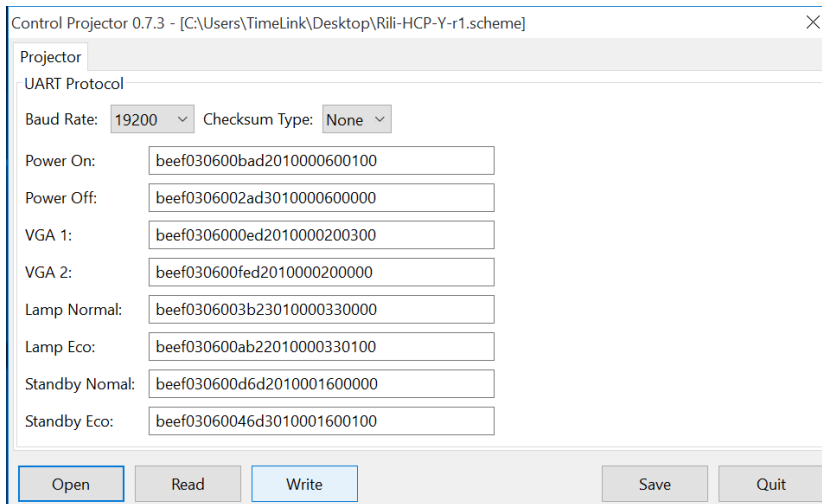 Control Projector 0.7.3 - [C:\Users\TimeLink\Desktop\Rili-HCP-Y-r1.scheme]
Projector
UART Protocol
Baud Rate: 19200 Checksum Type: None
Power On: beef030600bad2010000600100
Power Off: beef0306002ad3010000600000
VGA 1: beef0306000ed2010000200300
VGA 2: beef030600fed2010000200000
Lamp Normal: beef0306003b23010000330000
Lamp Eco: beef030600ab22010000330100
Standby Nomal: beef030600d6d2010001600000
Standby Eco: beef03060046d3010001600100
Open Read Write Save Quit